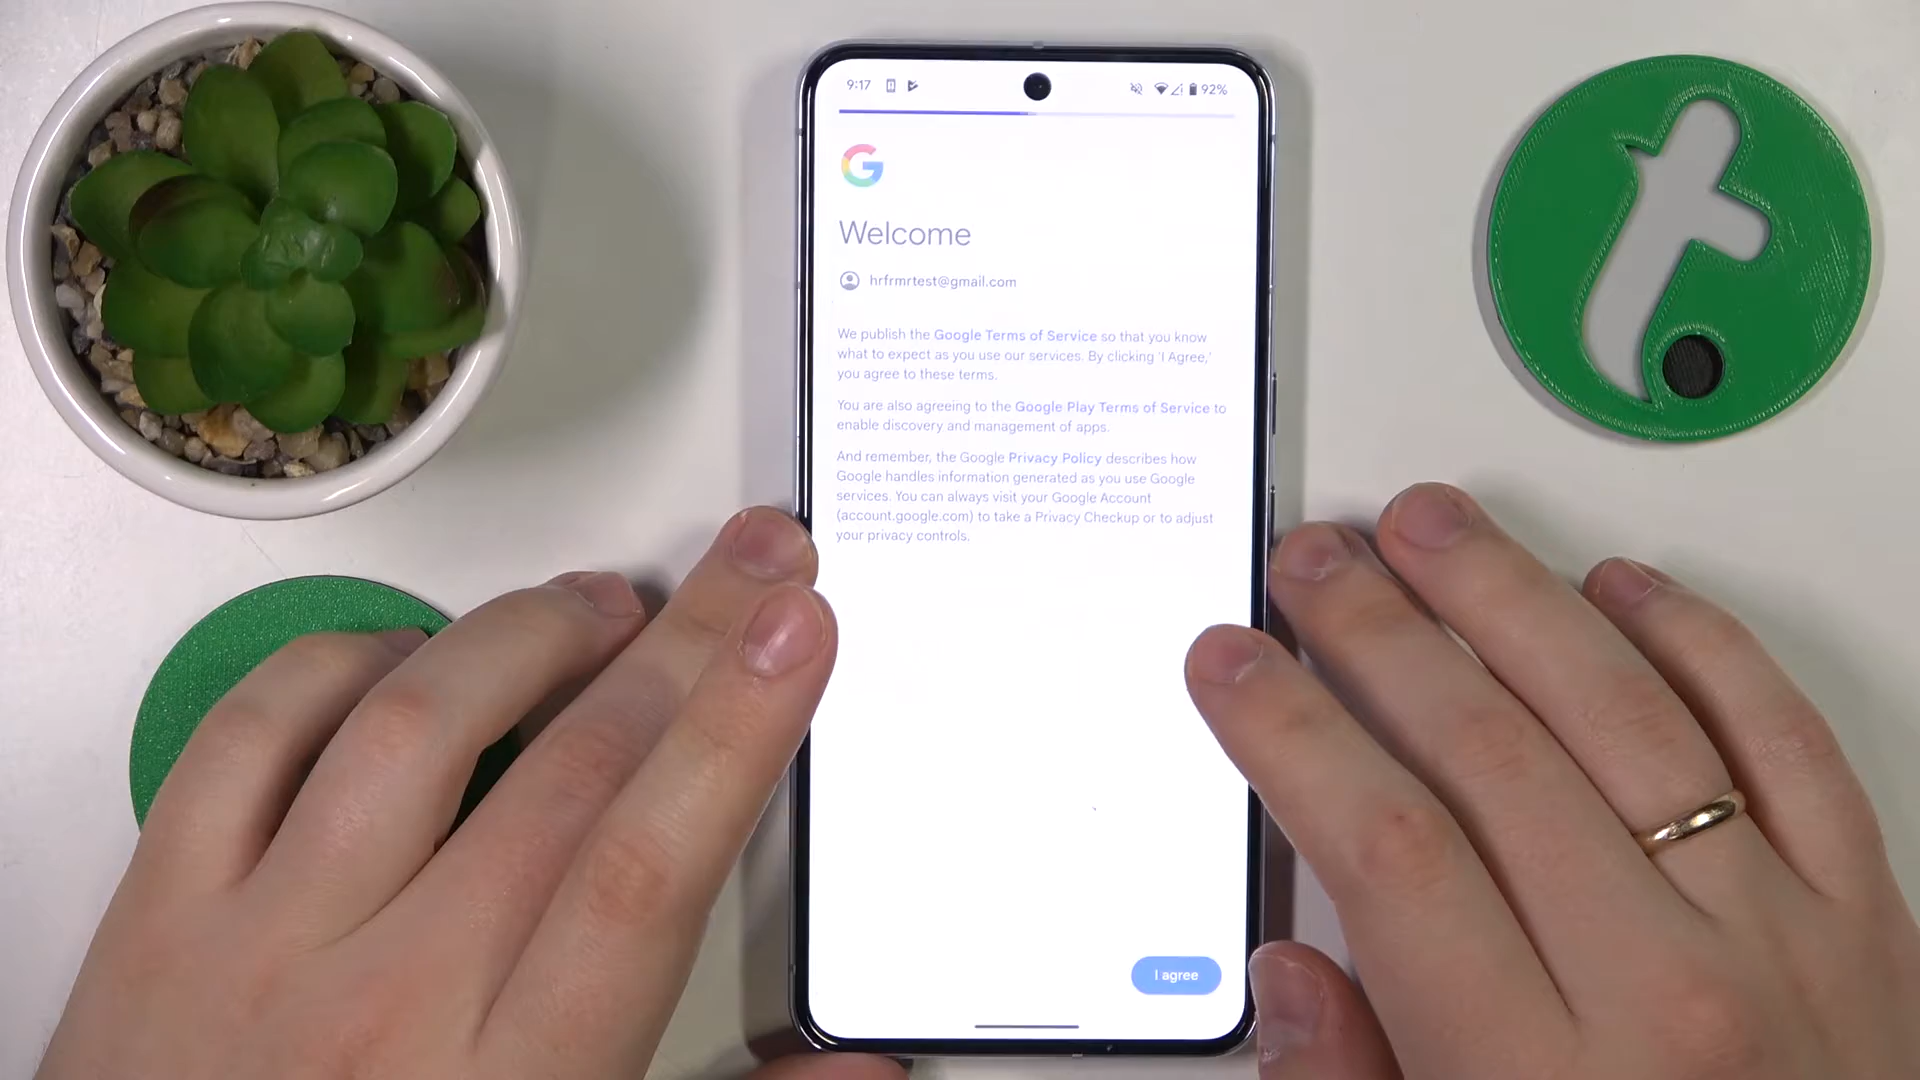 9:17
92%
G
Welcome
hrfrmrtest@gmail.com
We publish the Google Terms of Service so that you know
what to expect as you use our services. By clicking 'I Agree,'
you agree to these terms.
You are also agreeing to the Google Play Terms of Service to
enable discovery and management of apps.
And remember, the Google Privacy Policy describes how
Google handles information generated as you use Google
services. You can always visit your Google Account
(account.google.com) to take a Privacy Checkup or to adjust
your privacy controls.
I agree
t